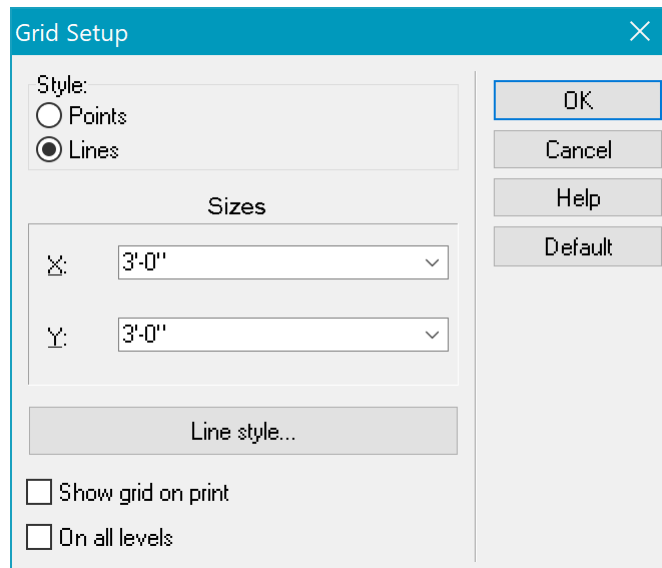 Grid Setup
Style:
Points
Lines
Sizes
X: 3'-0"
Y: 3'-0"
Line style...
Show grid on print
On all levels
OK
Cancel
Help
Default